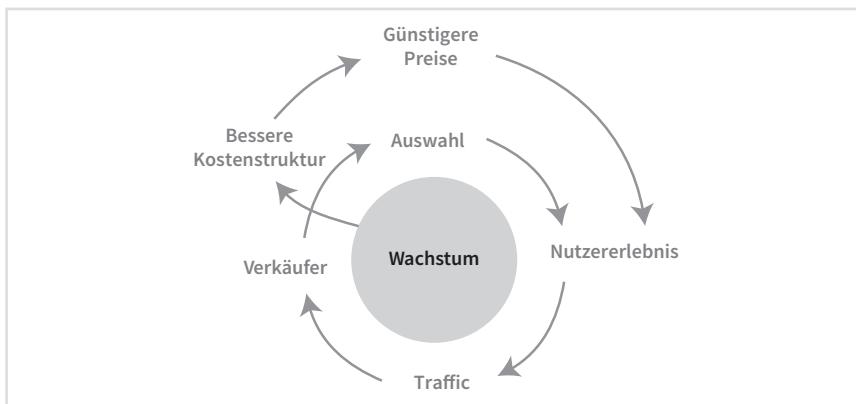 Günstigere
Preise
Bessere
Kostenstruktur
Auswahl
Wachstum
Nutzererlebnis
Verkäufer
Traffic